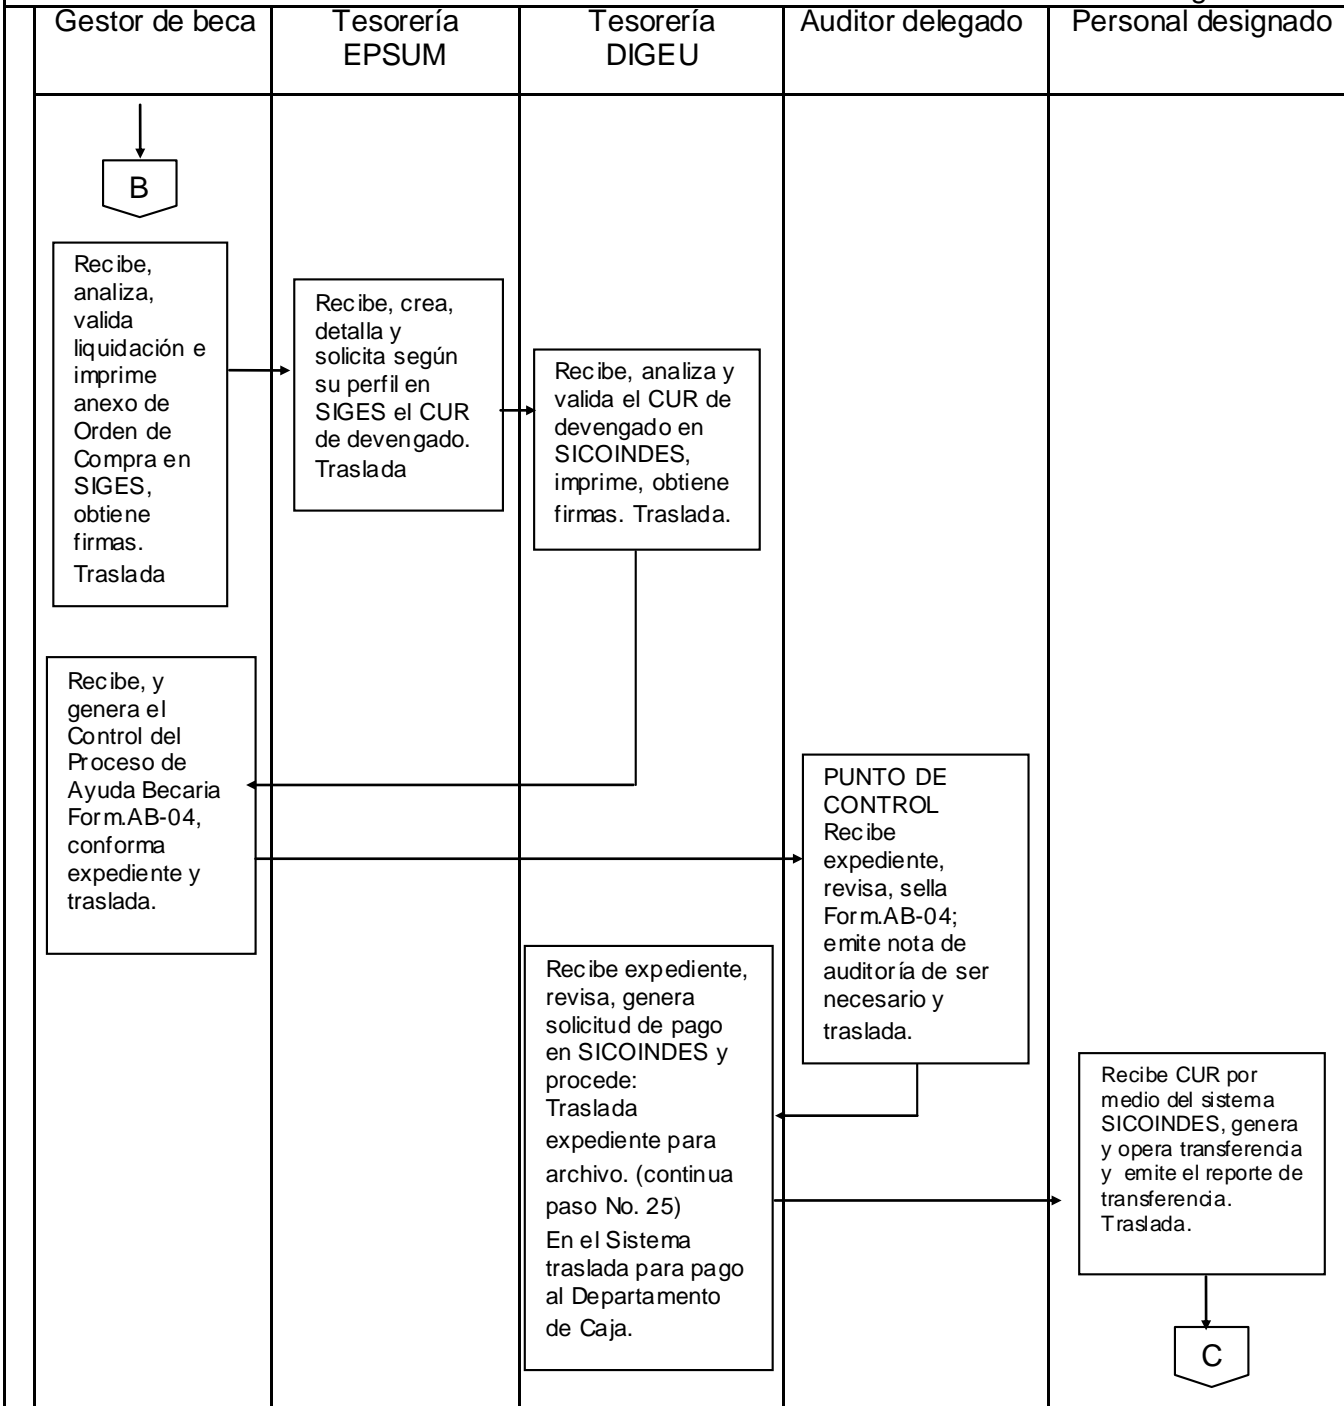 Gestor de beca
Tesorería
EPSUM
Tesorería
DIGEU
Auditor delegado
Personal designado
B
Recibe,
analiza,
valida
liquidación e
imprime
anexo de
Orden de
Compra en
SIGES,
obtiene
firmas.
Traslada
Recibe, crea,
detalla y
solicita según
su perfil en
SIGES el CUR
de devengado.
Traslada
Recibe, analiza y
valida el CUR de
devengado en
SICOINDES,
imprime, obtiene
firmas. Traslada.
Recibe, y
genera el
Control del
Proceso de
Ayuda Becaria
Form.AB-04,
conforma
expediente y
traslada.
PUNTO DE
CONTROL
Recibe
expediente,
revisa, sella
Form.AB-04;
emite nota de
auditoría de ser
necesario y
traslada.
Recibe expediente,
revisa, genera
solicitud de pago
en SICOINDES y
procede:
Traslada
expediente para
archivo. (continua
paso No. 25)
En el Sistema
traslada para pago
al Departamento
de Caja.
Recibe CUR por
medio del sistema
SICOINDES, genera
y opera transferencia
y emite el reporte de
transferencia.
Traslada.
C